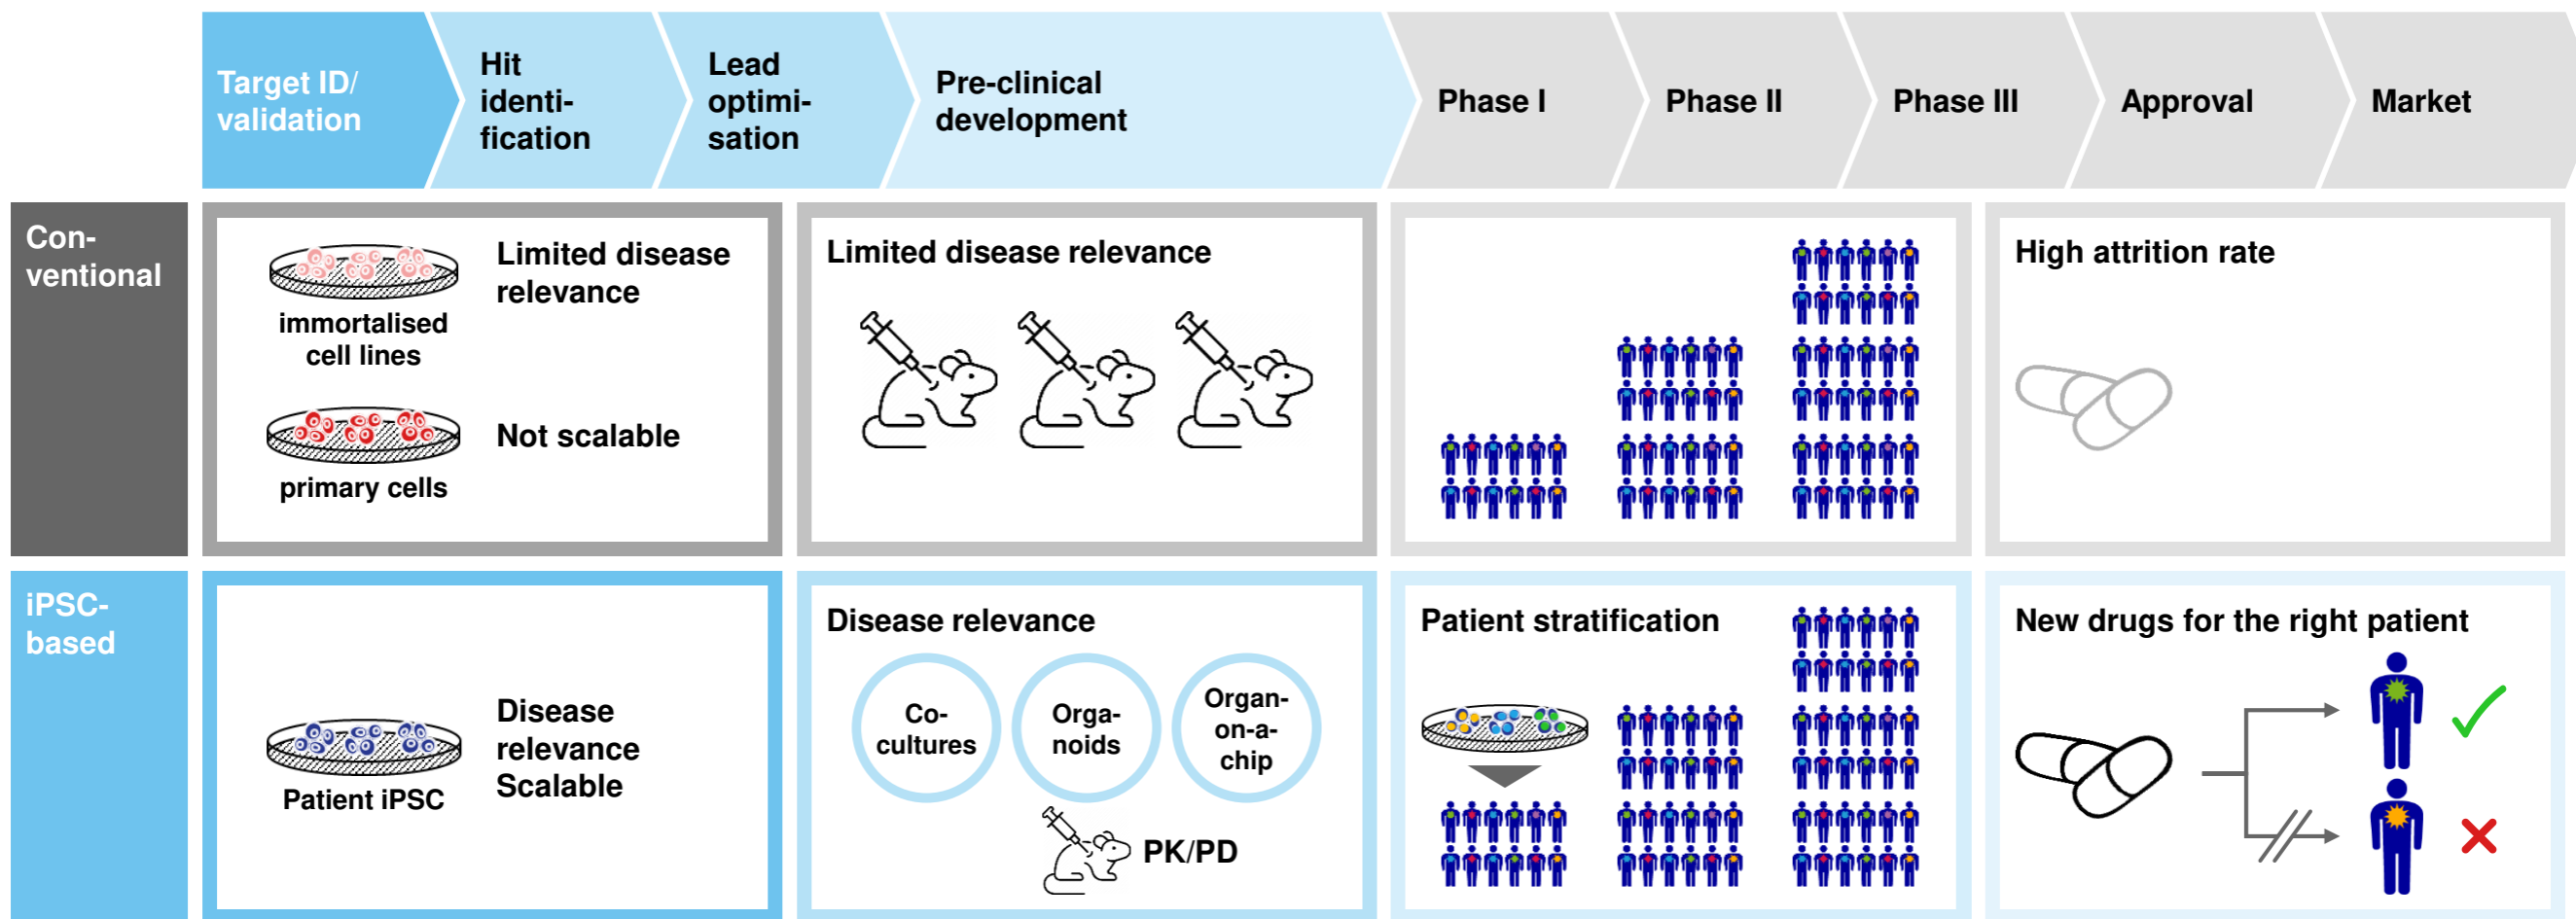 Target ID/
validation
Hit
identi-
fication
Lead
optimi-
sation
Pre-clinical
development
Phase I
Phase II
Phase III
Approval
Market
Con-
ventional
immortalised
cell lines
Limited disease
relevance
primary cells
Not scalable
Limited disease relevance
High attrition rate
iPSC-
based
Patient iPSC
Disease
relevance
Scalable
Disease relevance
Co-
cultures
Orga-
noids
Organ-
on-a-
chip
PK/PD
Patient stratification
New drugs for the right patient